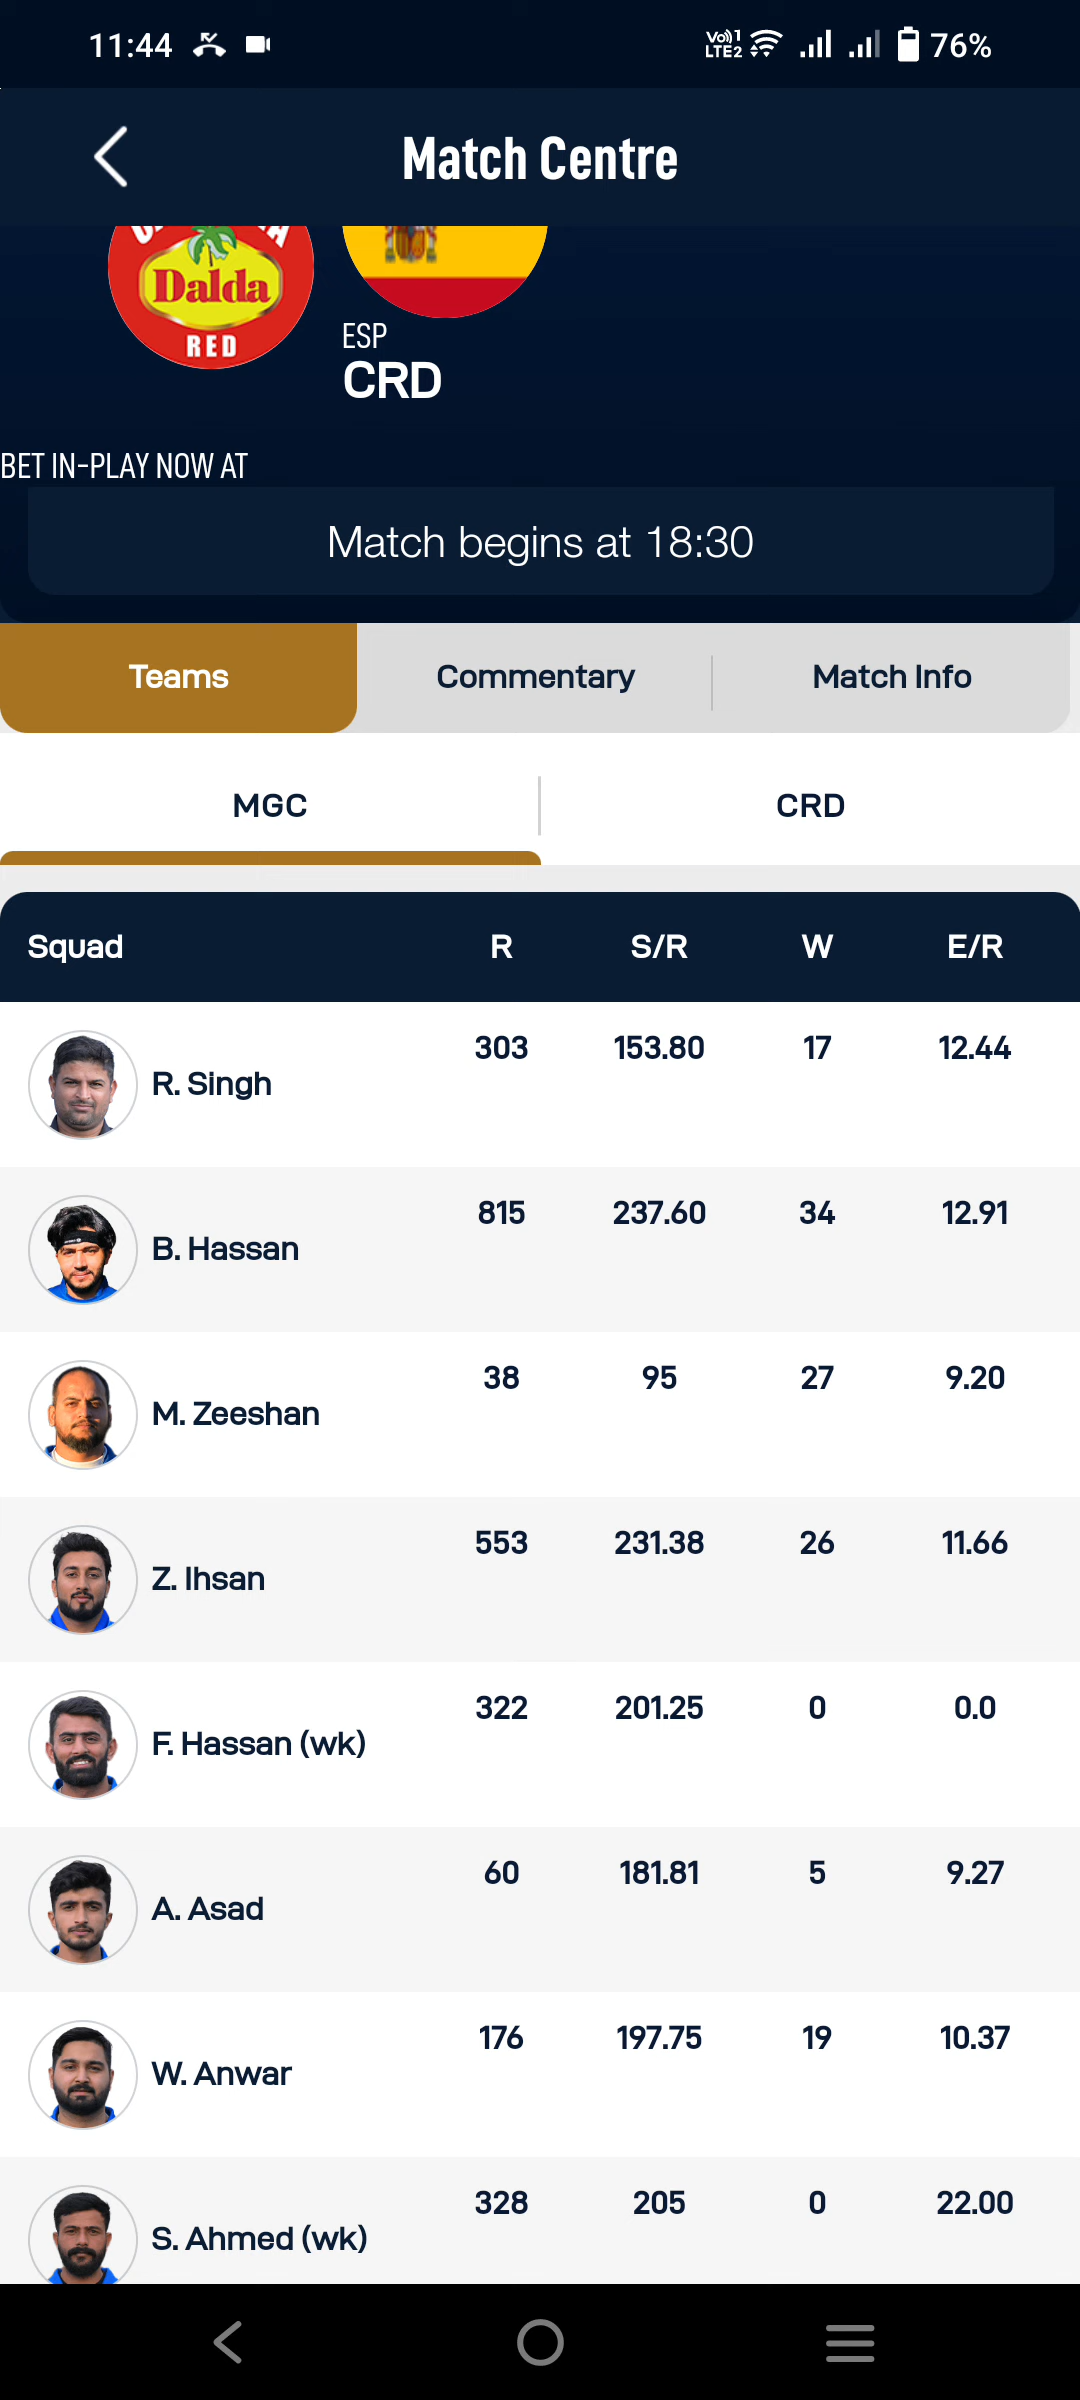 11:44
Vo)) 1
LTE2
76%
Match Centre
Dalda
RED
ESP
CRD
BET IN-PLAY NOW AT
Match begins at 18:30
Teams Commentary Match Info
MGC CRD
Squad R S/R W E/R
R. Singh 303 153.80 17 12.44
B. Hassan 815 237.60 34 12.91
M. Zeeshan 38 95 27 9.20
Z. Ihsan 553 231.38 26 11.66
F. Hassan (wk) 322 201.25 0 0.0
A. Asad 60 181.81 5 9.27
W. Anwar 176 197.75 19 10.37
S. Ahmed (wk) 328 205 0 22.00